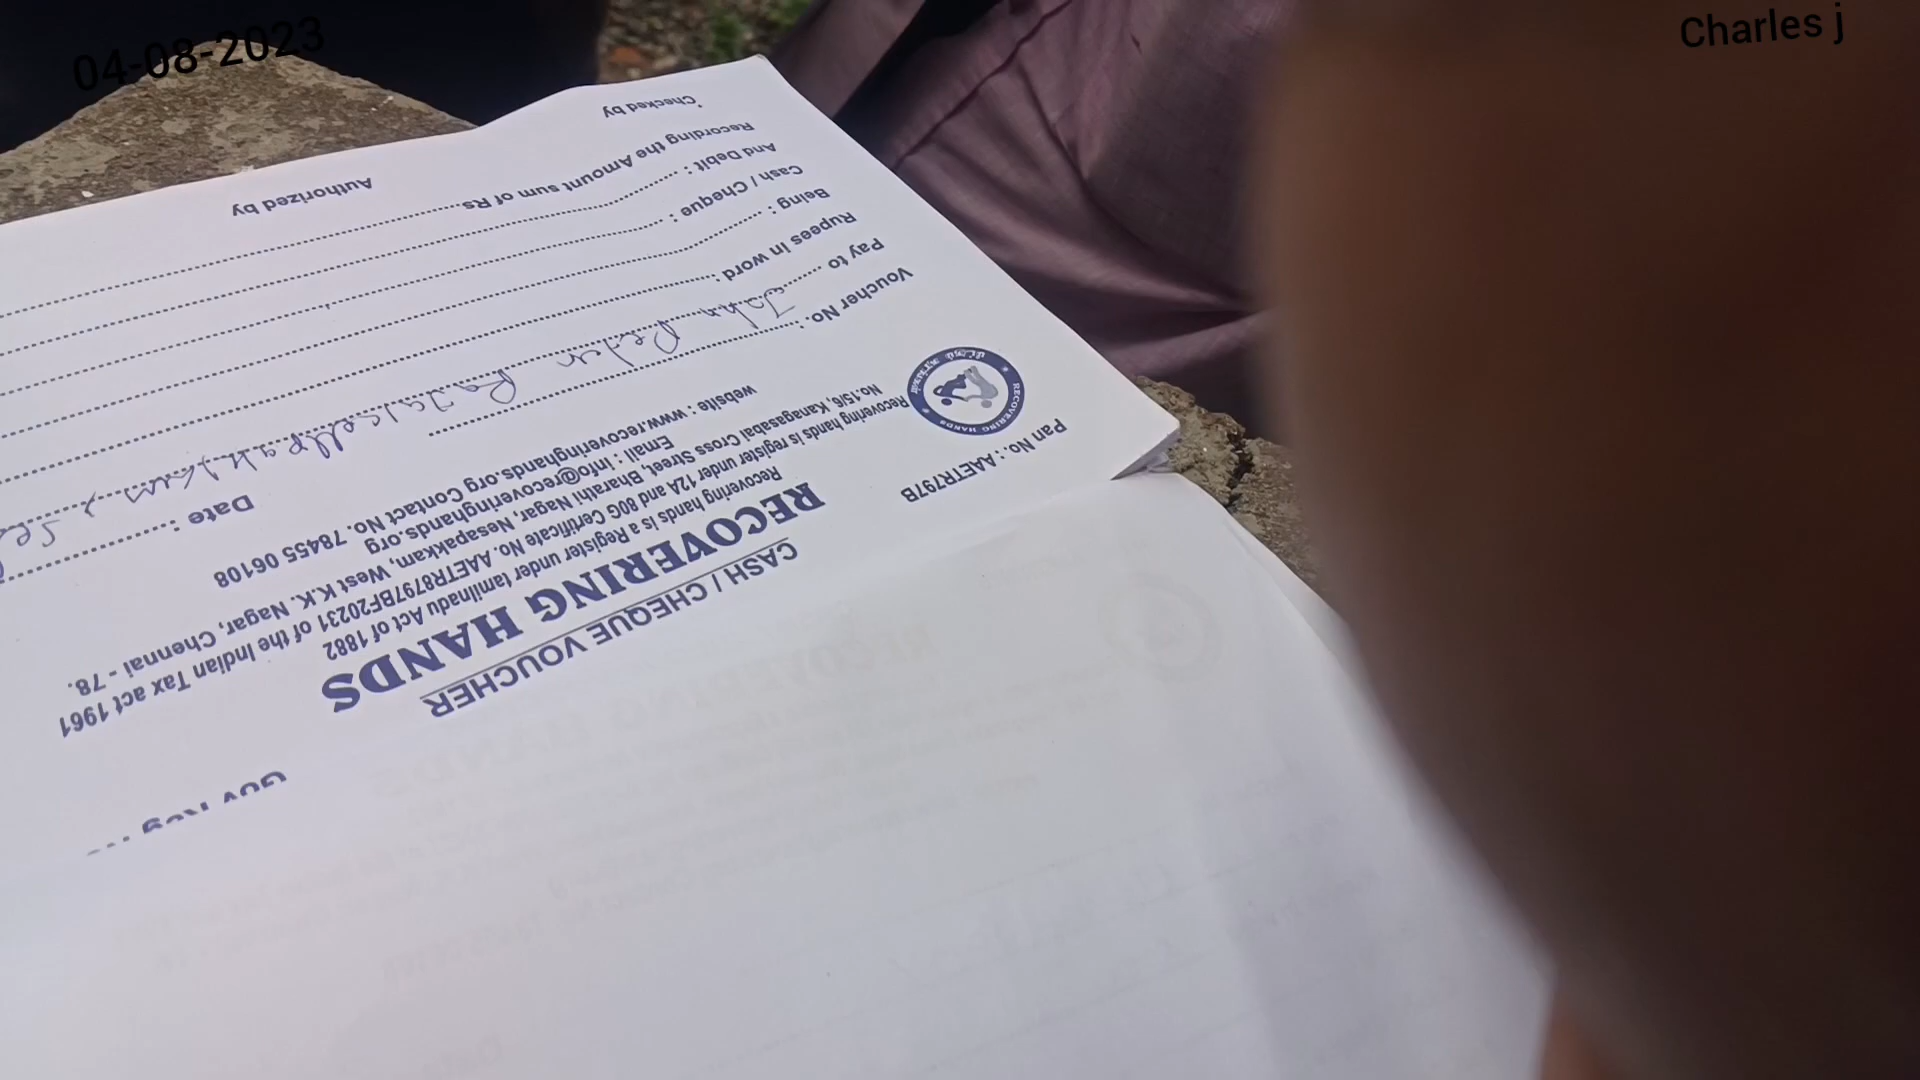 04-08-2023
Charles j
CASH / CHEQUE VOUCHER
Pan No.: AAETR797B
RECOVERING HANDS
Recovering hands is a Register under tamilnadu Act of 1882
Recovering hands is register under 12A and 80G Certificate No. AAETR8797BF20231 of the Indian Tax act 1961
No.15/6, Kanagasabai Cross Street, Bharathi Nagar, Nesapakkam, West K.K. Nagar, Chennai - 78.
Email : info@recoveringhands.org
website : www.recoveringhands.org Contact No. 78455 06108
RECOVERING HANDS
Voucher No. :
Date :
Pay to John Peter
Rupees in word :
Being :
Cash / Cheque :
And Debit :
Recording the Amount sum of Rs.
Checked by
Authorized by